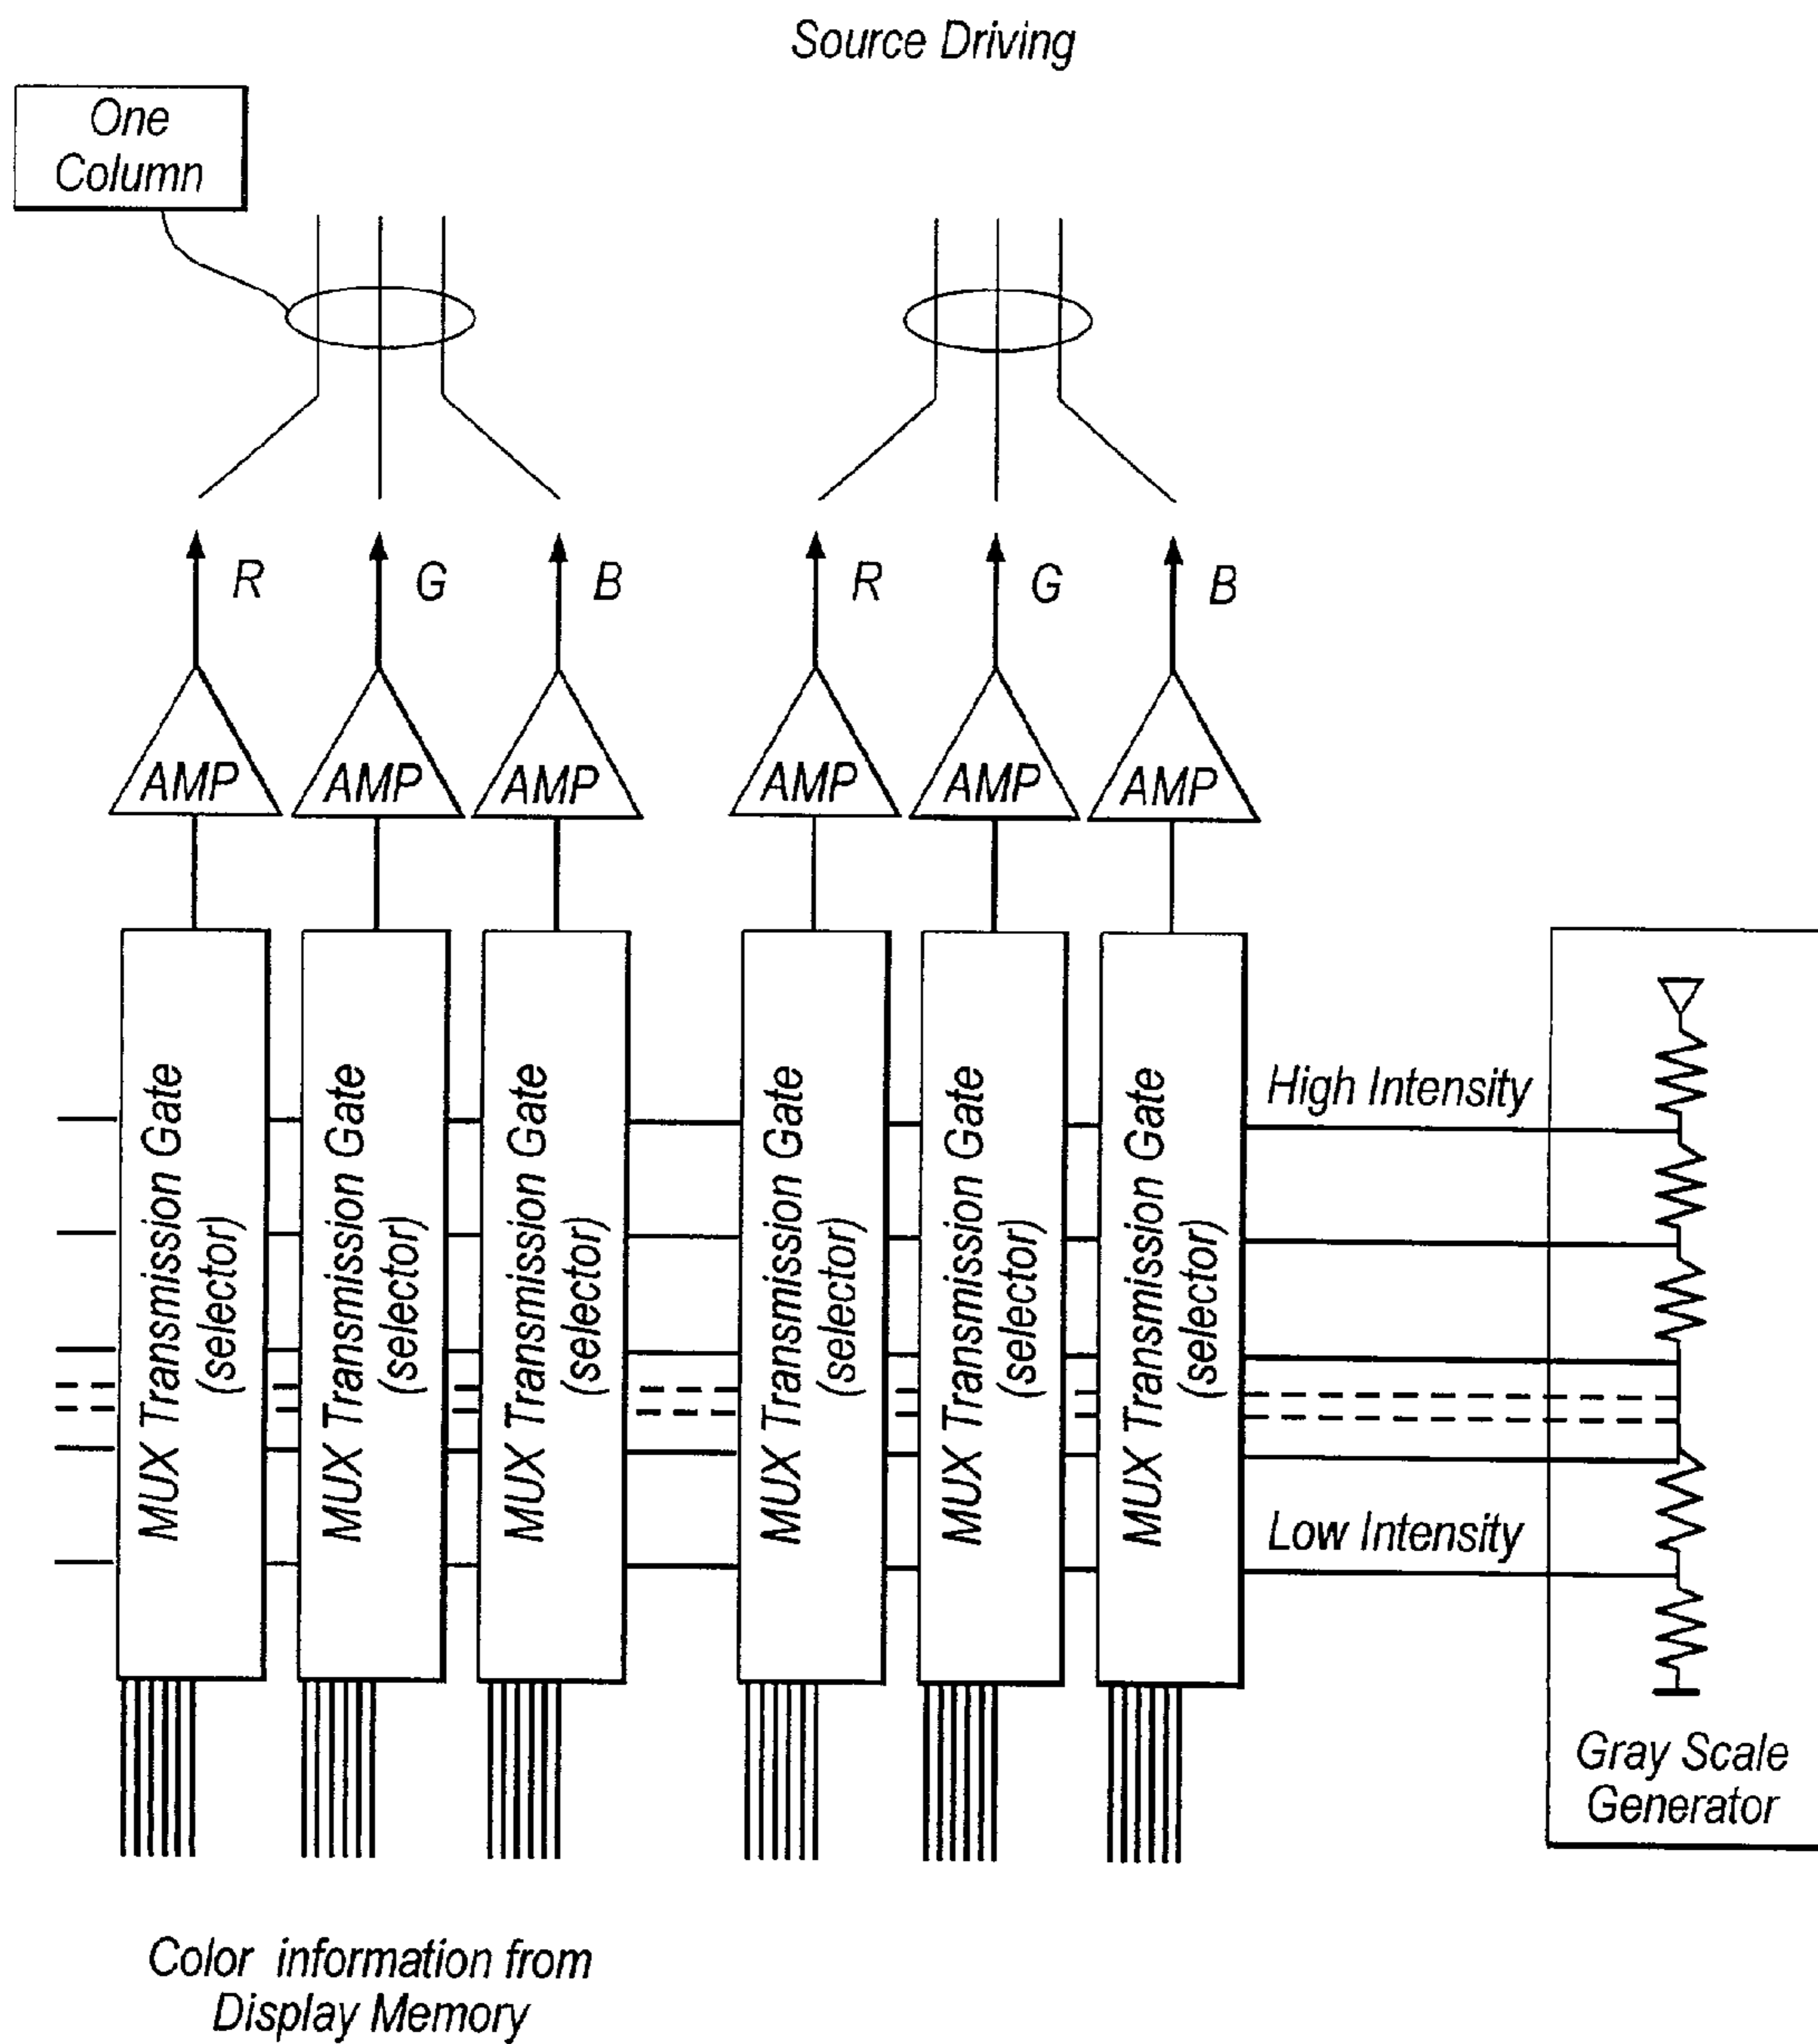 Source Driving
One
Column
R
G
B
R
G
B
AMP
AMP
AMP
AMP
AMP
AMP
MUX Transmission Gate
(selector)
MUX Transmission Gate
(selector)
MUX Transmission Gate
(selector)
MUX Transmission Gate
(selector)
MUX Transmission Gate
(selector)
MUX Transmission Gate
(selector)
High Intensity
Low Intensity
Gray Scale
Generator
Color information from
Display Memory